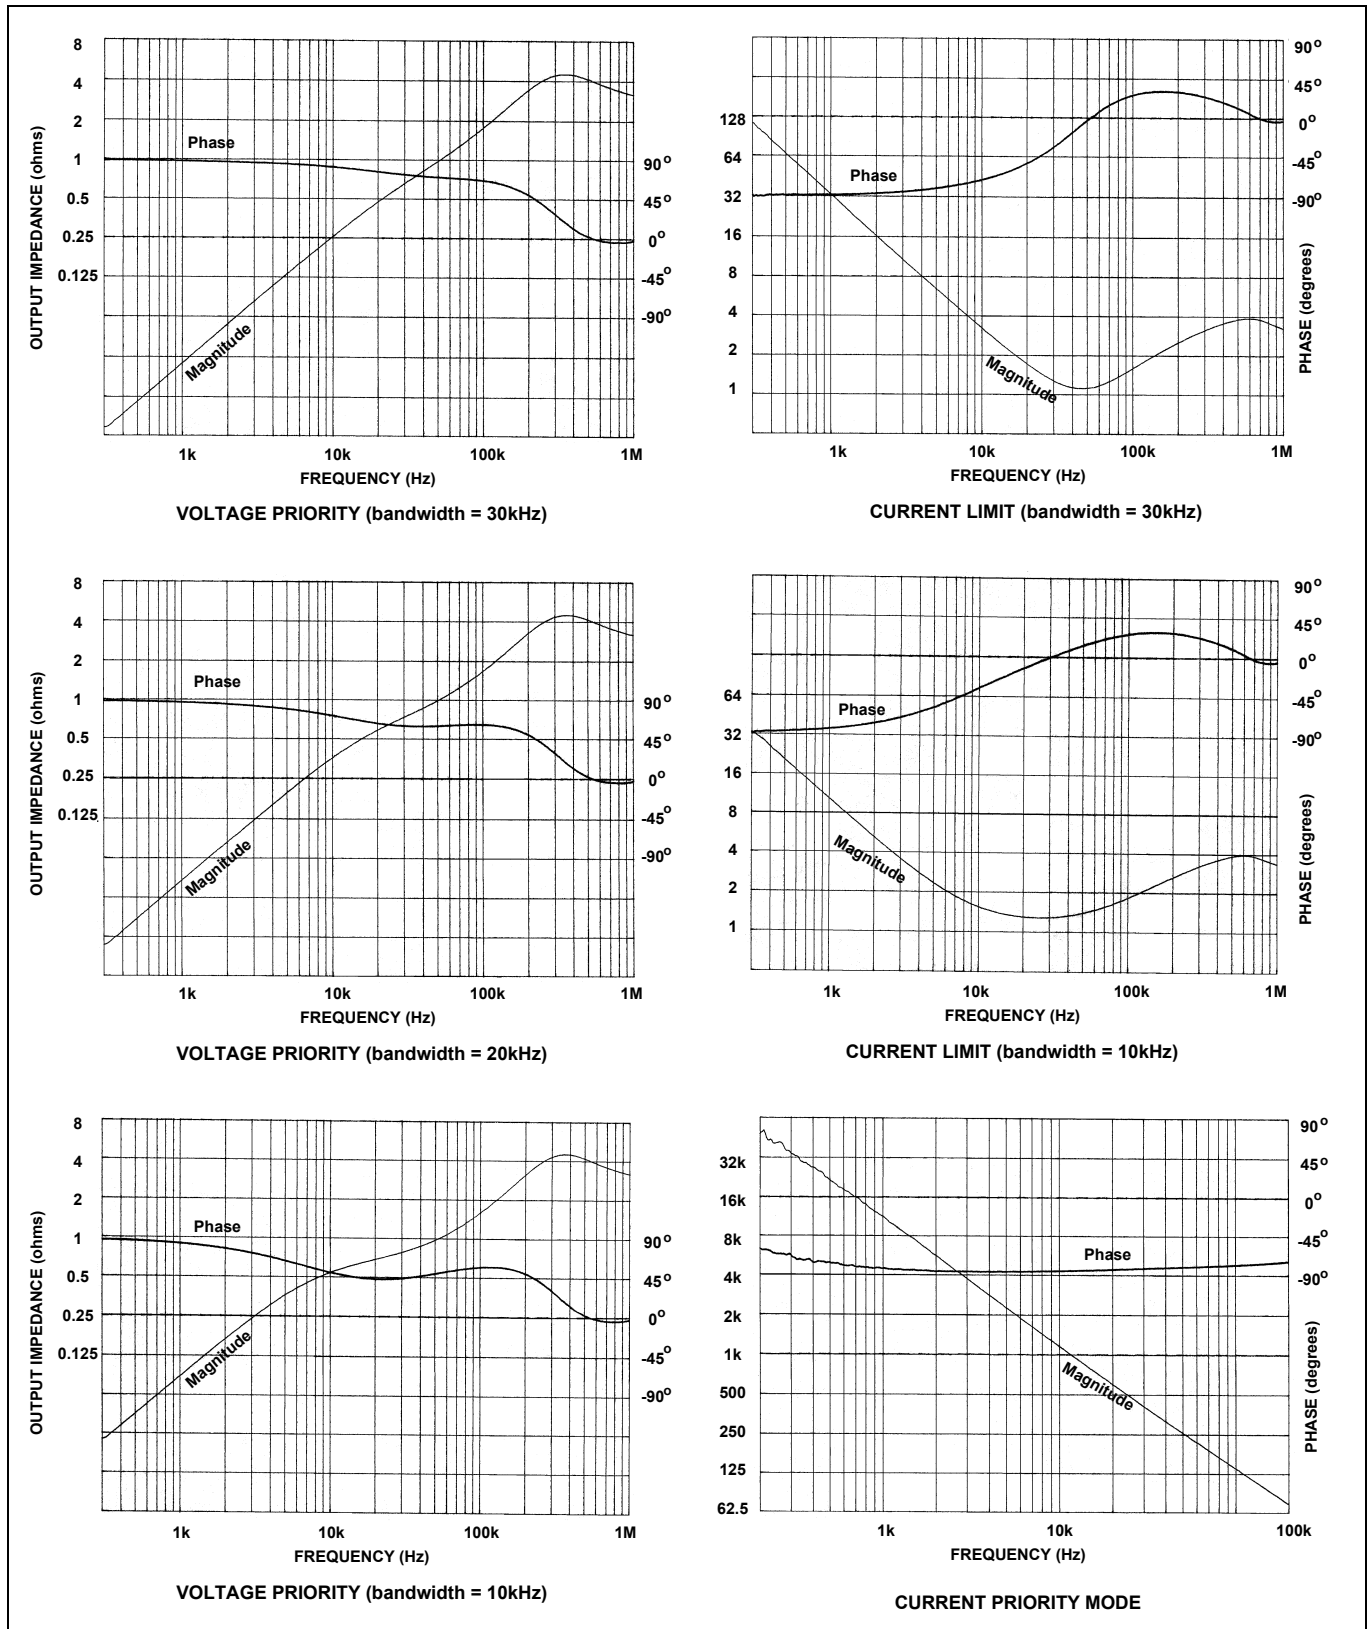 OUTPUT IMPEDANCE (ohms)
8
4
2
1
0.5
0.25
0.125
Phase
Magnitude
90°
45°
0°
-45°
-90°
1k 10k 100k 1M
FREQUENCY (Hz)
VOLTAGE PRIORITY (bandwidth = 30kHz)
128
64
32
16
8
4
2
1
Phase
Magnitude
90°
45°
0°
-45°
-90°
PHASE (degrees)
1k 10k 100k 1M
FREQUENCY (Hz)
CURRENT LIMIT (bandwidth = 30kHz)
OUTPUT IMPEDANCE (ohms)
8
4
2
1
0.5
0.25
0.125
Phase
Magnitude
90°
45°
0°
-45°
-90°
1k 10k 100k 1M
FREQUENCY (Hz)
VOLTAGE PRIORITY (bandwidth = 20kHz)
64
32
16
8
4
2
1
Phase
Magnitude
90°
45°
0°
-45°
-90°
PHASE (degrees)
1k 10k 100k 1M
FREQUENCY (Hz)
CURRENT LIMIT (bandwidth = 10kHz)
OUTPUT IMPEDANCE (ohms)
8
4
2
1
0.5
0.25
0.125
Phase
Magnitude
90°
45°
0°
-45°
-90°
1k 10k 100k 1M
FREQUENCY (Hz)
VOLTAGE PRIORITY (bandwidth = 10kHz)
32k
16k
8k
4k
2k
1k
500
250
125
62.5
Phase
Magnitude
90°
45°
0°
-45°
-90°
PHASE (degrees)
1k 10k 100k
FREQUENCY (Hz)
CURRENT PRIORITY MODE